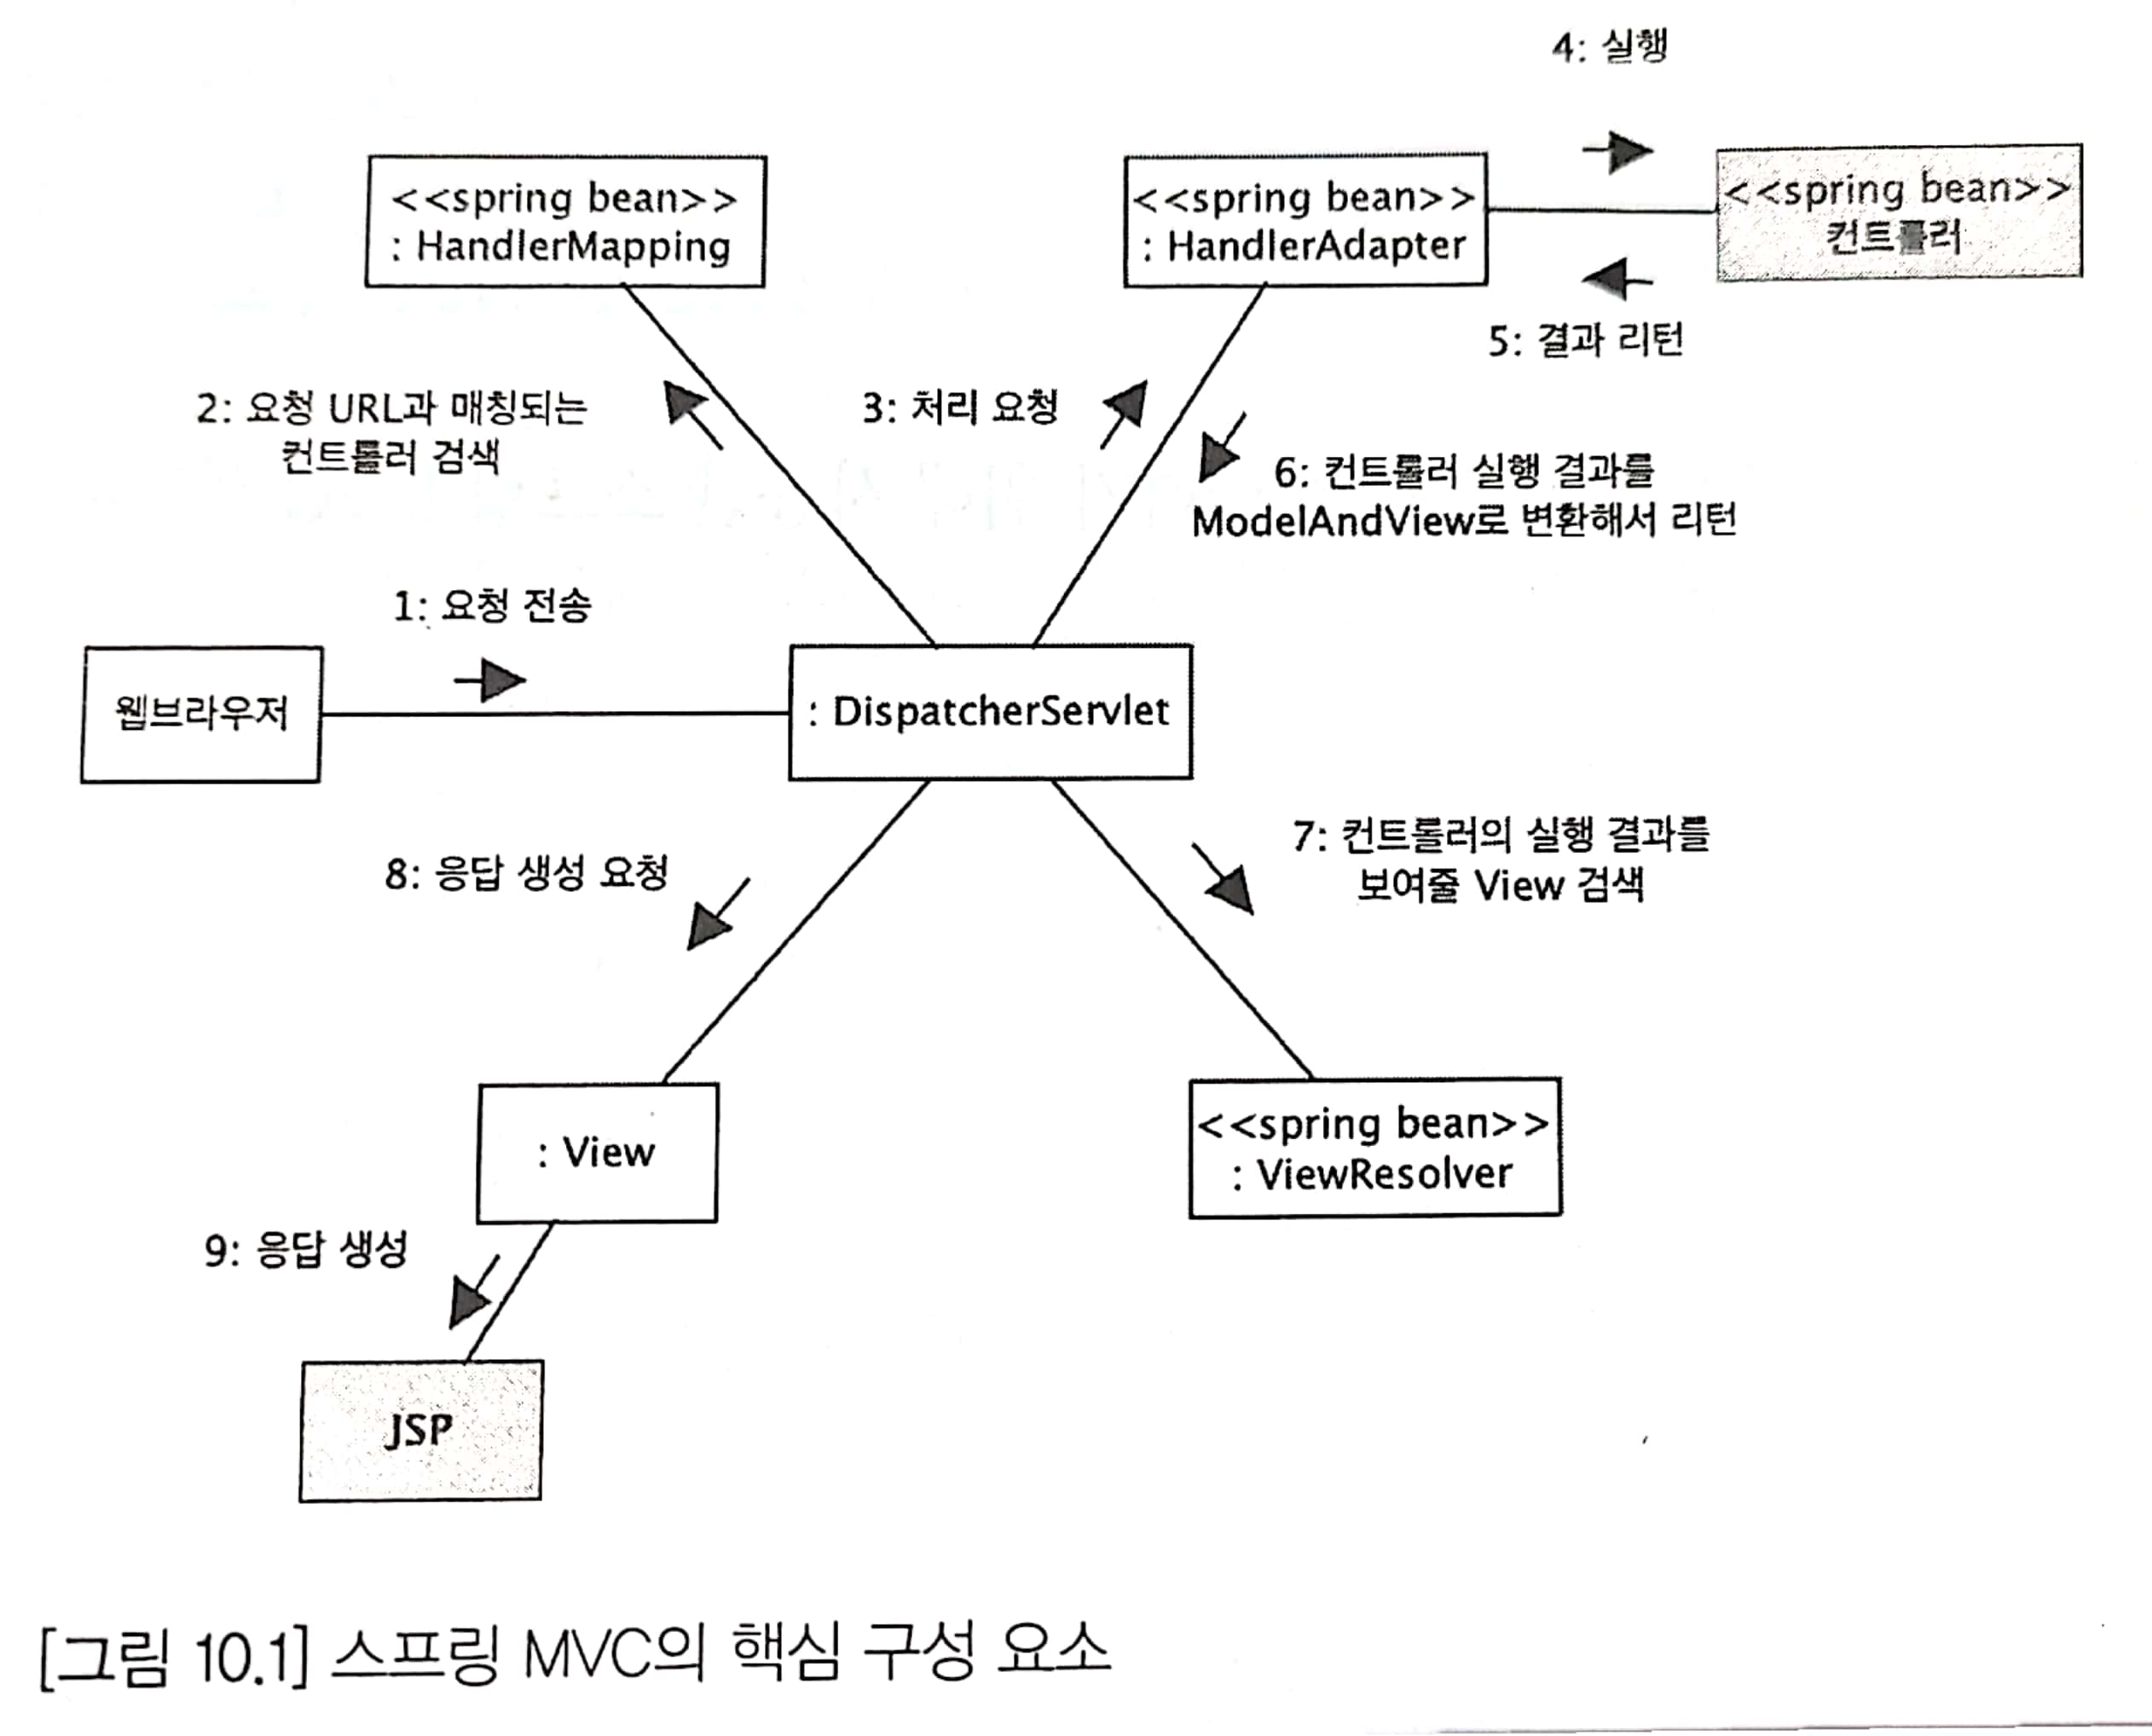 4: 실행
<<spring bean>>
: HandlerMapping
<<spring bean>>
: HandlerAdapter
<<spring bean>>
컨트롤러
5: 결과 리턴
2: 요청 URL과 매칭되는
컨트롤러 검색
3: 처리 요청
6: 컨트롤러 실행 결과를
ModelAndView로 변환해서 리턴
1: 요청 전송
웹브라우저
: DispatcherServlet
7: 컨트롤러의 실행 결과를
보여줄 View 검색
8: 응답 생성 요청
: View
<<spring bean>>
: ViewResolver
9: 응답 생성
JSP
[그림 10.1] 스프링 MVC의 핵심 구성 요소